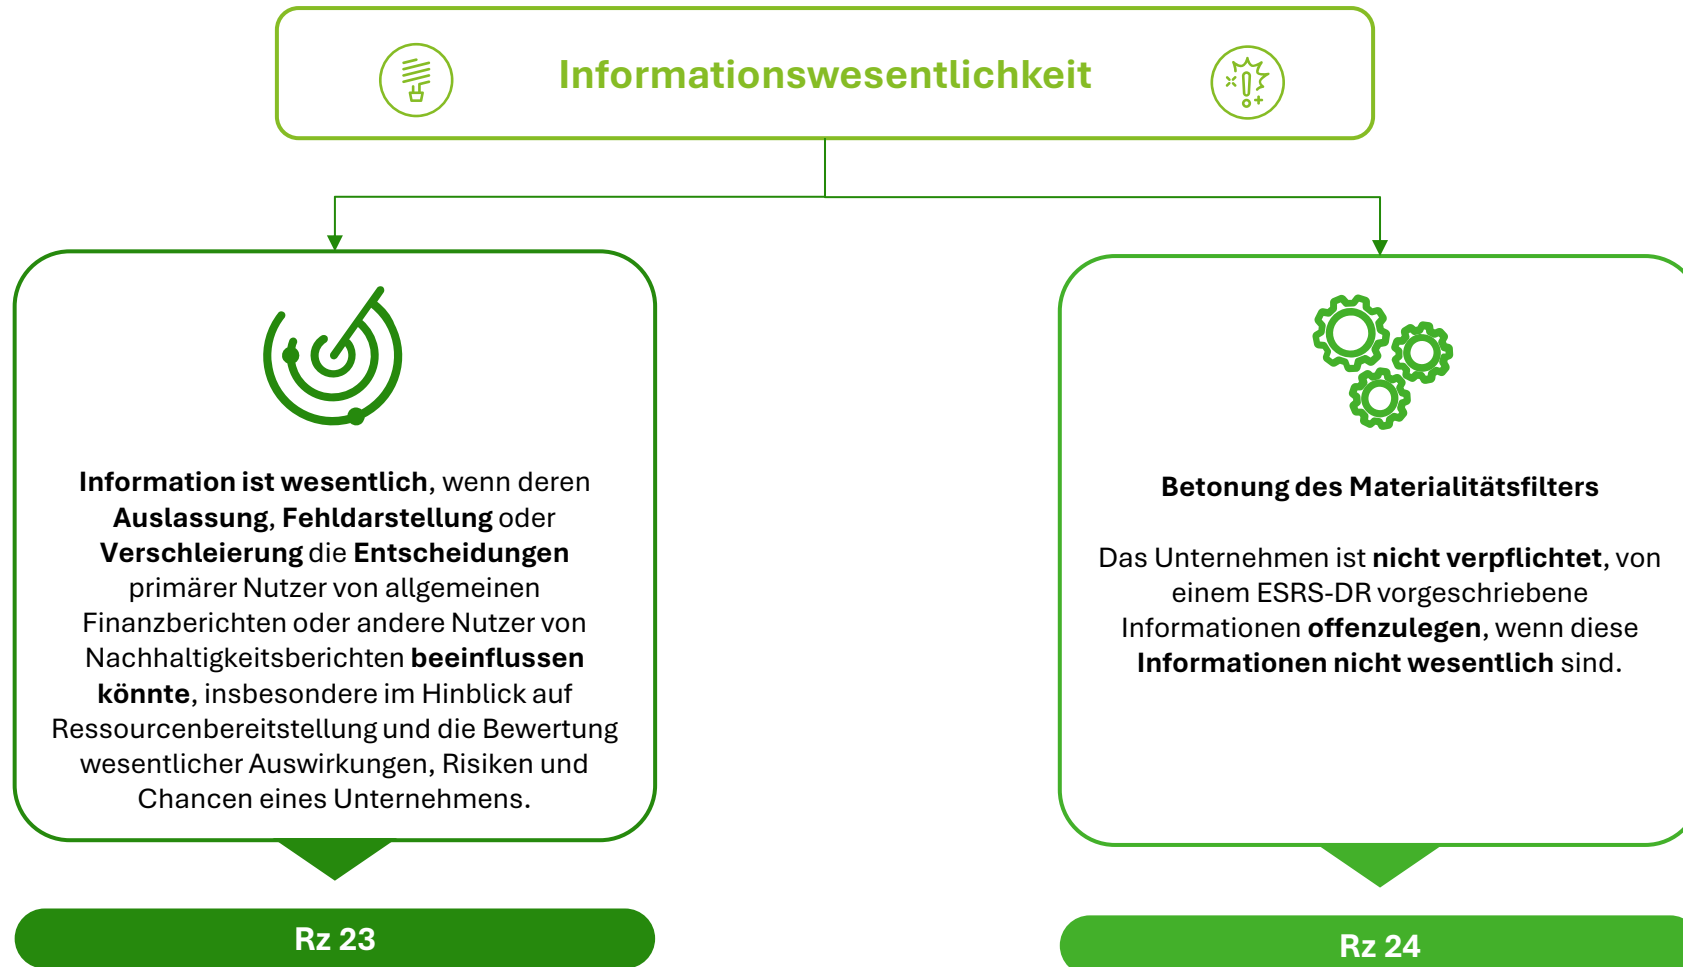 Informationswesentlichkeit
Information ist wesentlich, wenn deren
Auslassung, Fehldarstellung oder
Verschleierung die Entscheidungen
primärer Nutzer von allgemeinen
Finanzberichten oder andere Nutzer von
Nachhaltigkeitsberichten beeinflussen
könnte, insbesondere im Hinblick auf
Ressourcenbereitstellung und die Bewertung
wesentlicher Auswirkungen, Risiken und
Chancen eines Unternehmens.
Rz 23
Betonung des Materialitätsfilters
Das Unternehmen ist nicht verpflichtet, von
einem ESRS-DR vorgeschriebene
Informationen offenzulegen, wenn diese
Informationen nicht wesentlich sind.
Rz 24